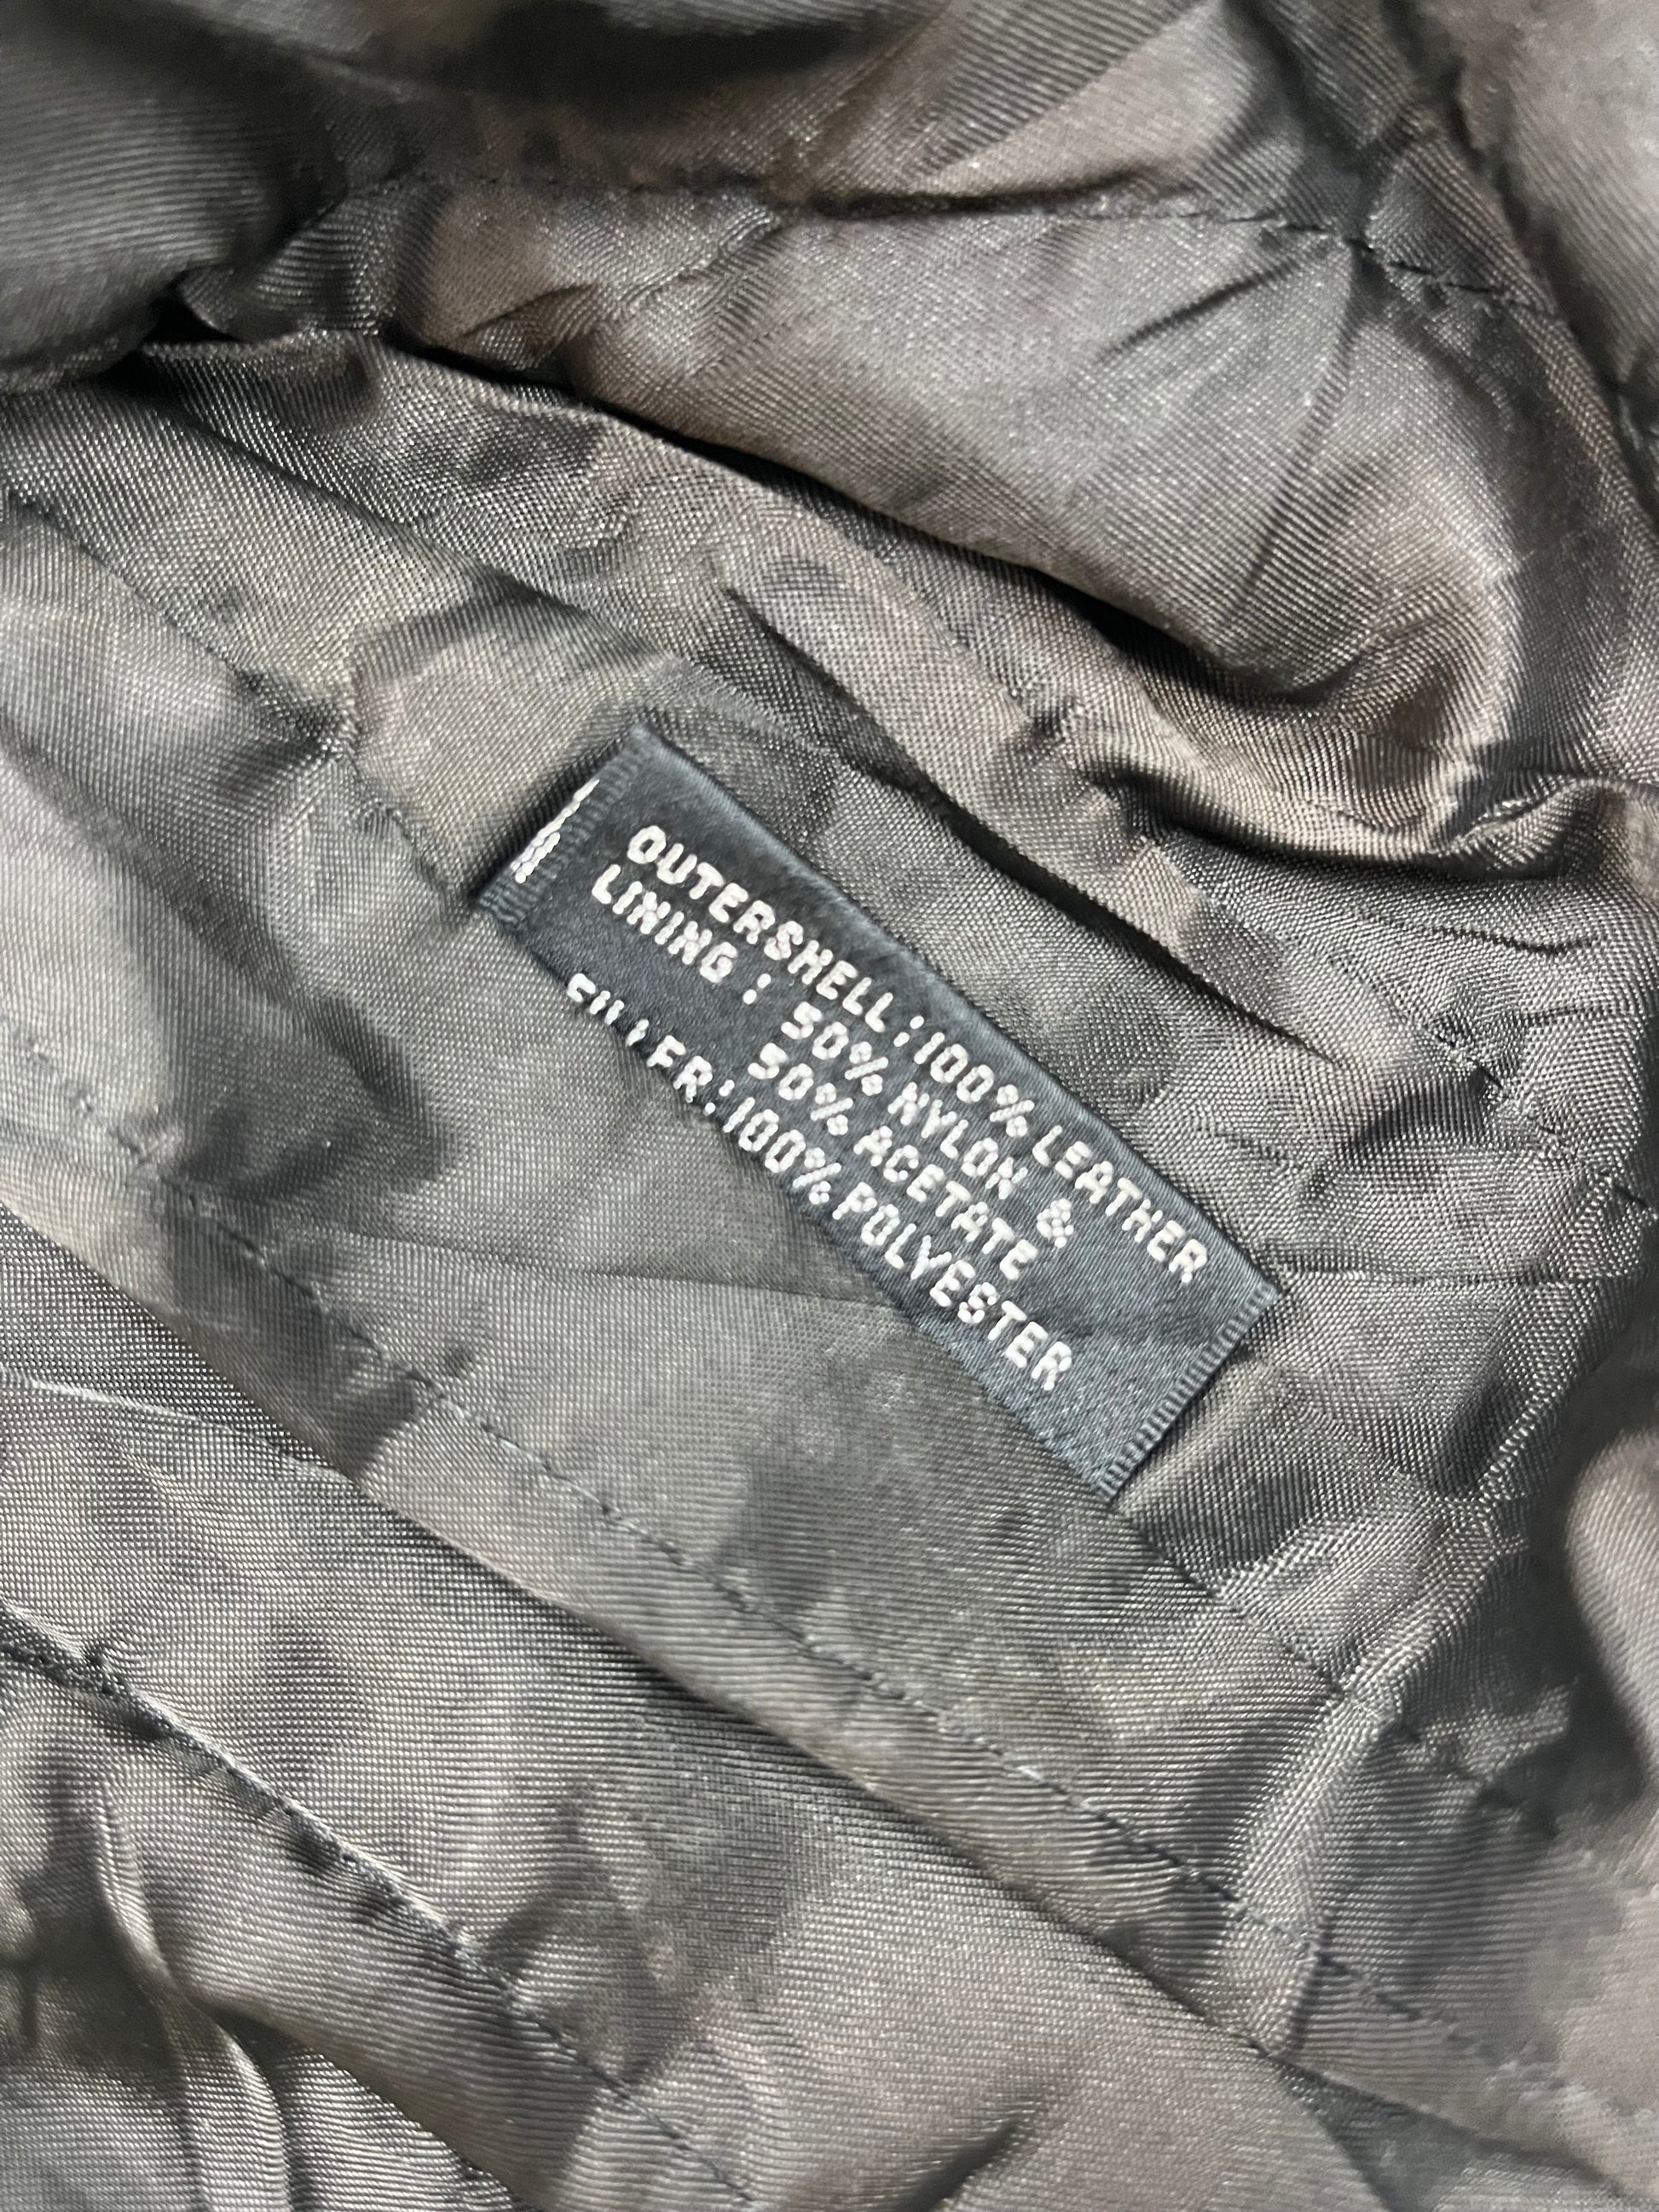 OUTERSHELL:100% LEATHER
LINING: 50% NYLON &
50% ACETATE
FILLER:100% POLYESTER